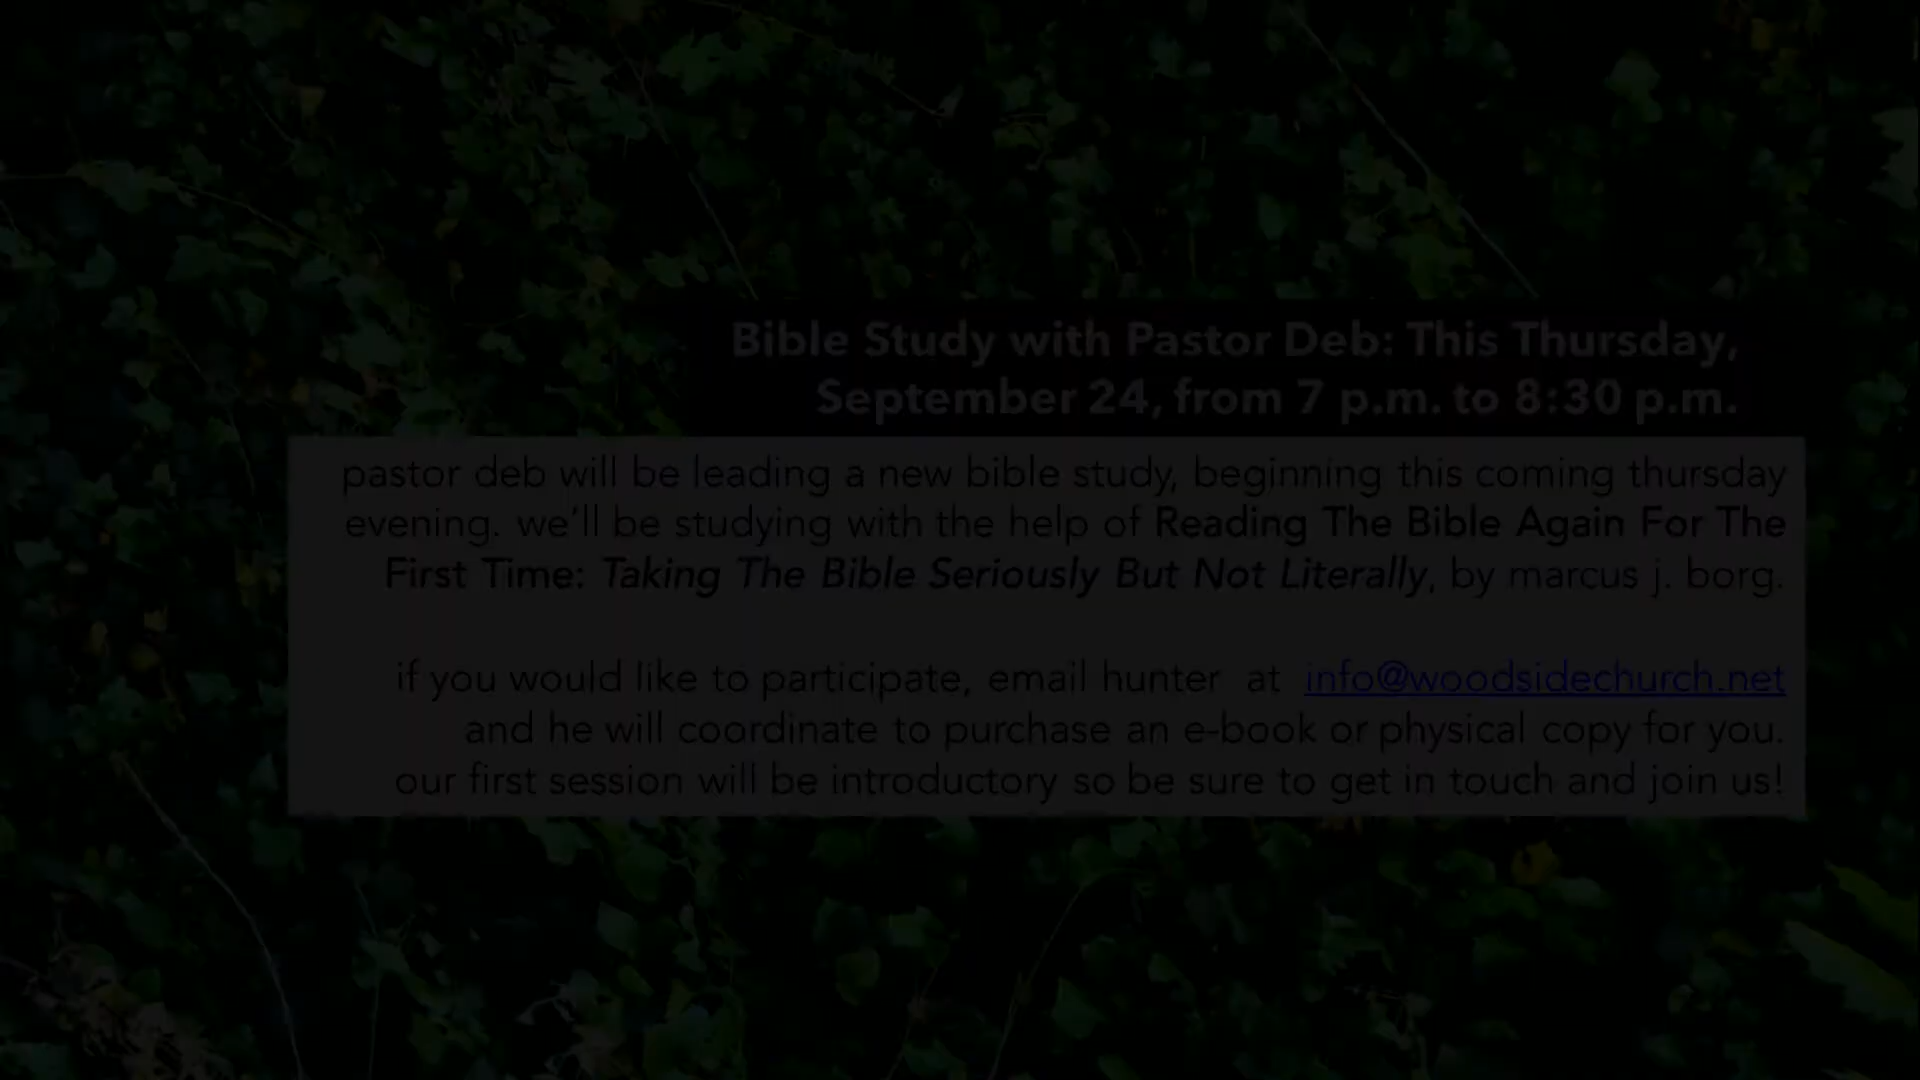 Bible Study with Pastor Deb: This Thursday,
September 24, from 7 p.m. to 8:30 p.m.
pastor deb will be leading a new bible study, beginning this coming thursday
evening. we'll be studying with the help of Reading The Bible Again For The
First Time: Taking The Bible Seriously But Not Literally, by marcus j. borg.
if you would like to participate, email hunter at info@woodsidechurch.net
and he will coordinate to purchase an e-book or physical copy for you.
our first session will be introductory so be sure to get in touch and join us!